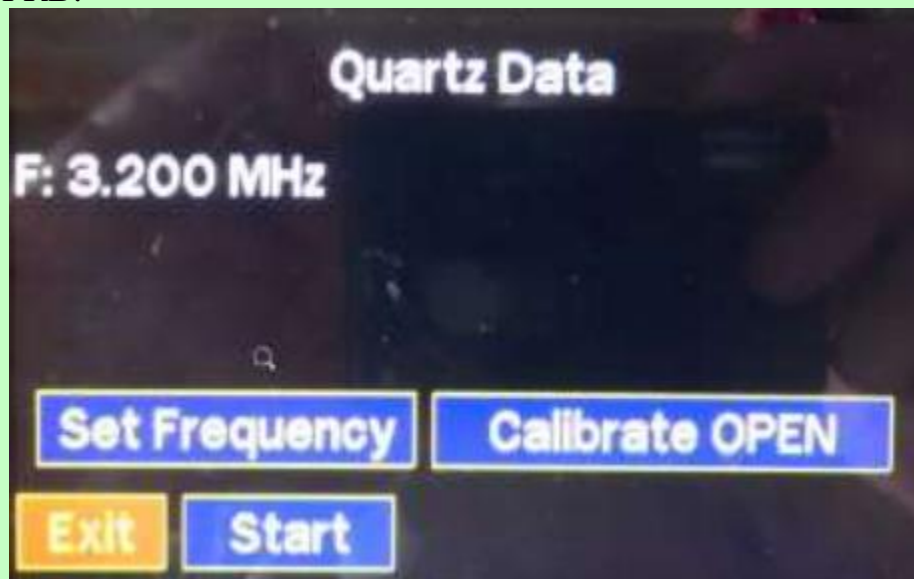 Quartz Data
F: 3.200 MHz
Set Frequency
Calibrate OPEN
Exit
Start